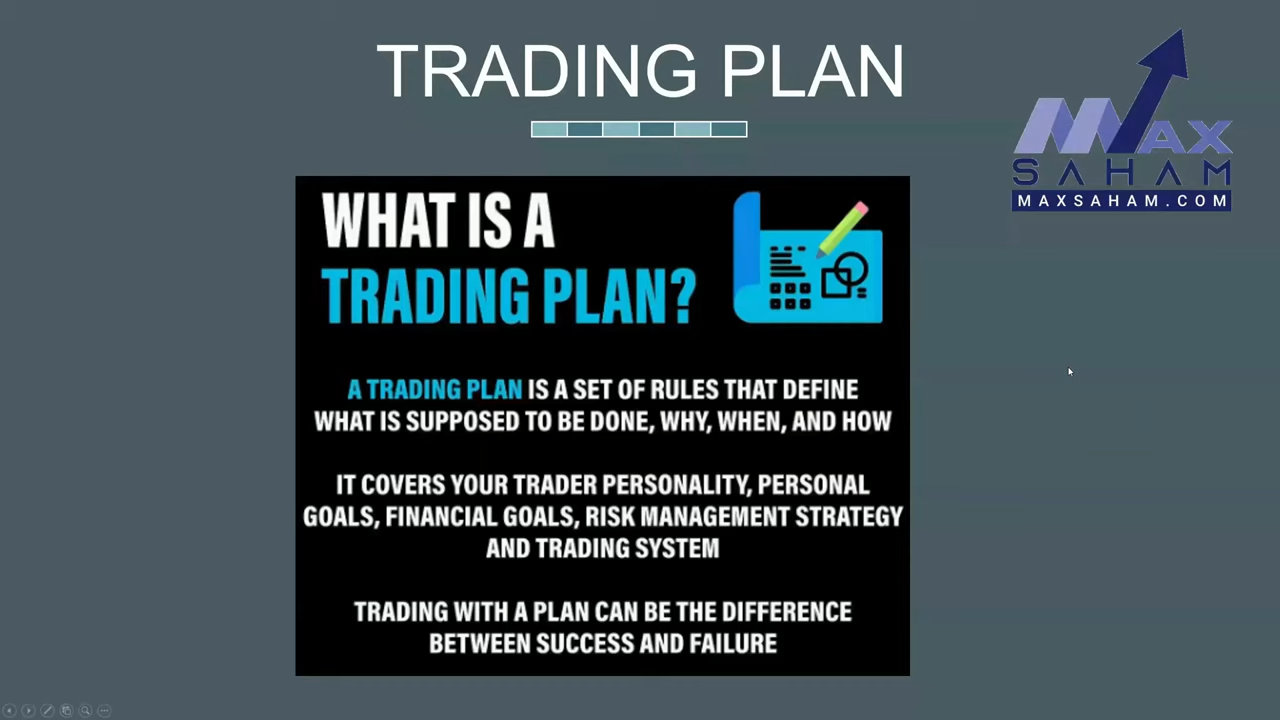 TRADING PLAN
MAX
SAHAM
MAXSAHAM.COM
WHAT IS A
TRADING PLAN?
A TRADING PLAN IS A SET OF RULES THAT DEFINE
WHAT IS SUPPOSED TO BE DONE, WHY, WHEN, AND HOW
IT COVERS YOUR TRADER PERSONALITY, PERSONAL
GOALS, FINANCIAL GOALS, RISK MANAGEMENT STRATEGY
AND TRADING SYSTEM
TRADING WITH A PLAN CAN BE THE DIFFERENCE
BETWEEN SUCCESS AND FAILURE